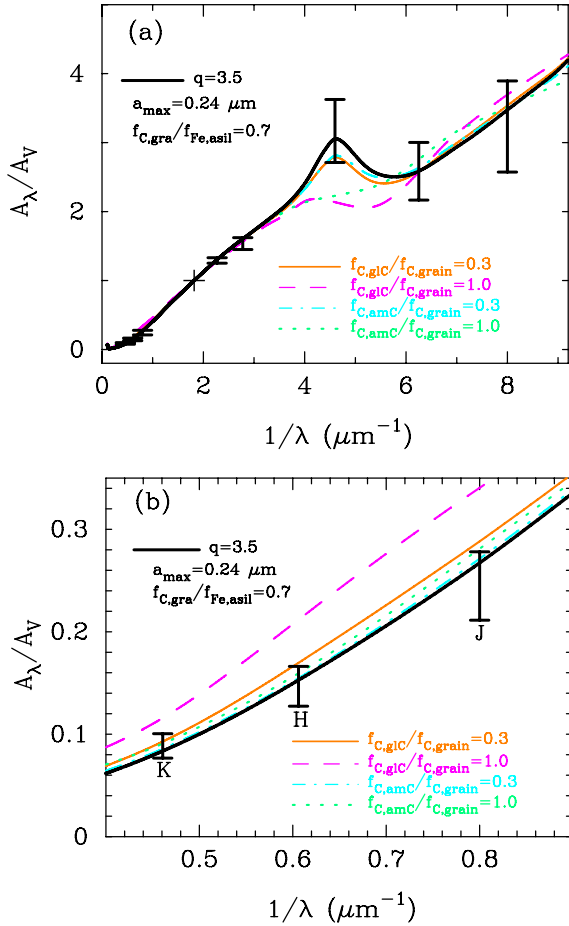 (a)
q=3.5
a_max=0.24 μm
f_C,gra/f_Fe,asil=0.7
A_λ/A_V
4
2
0
f_C,glC/f_C,grain=0.3
f_C,glC/f_C,grain=1.0
f_C,amC/f_C,grain=0.3
f_C,amC/f_C,grain=1.0
0 2 4 6 8
1/λ (μm⁻¹)
(b)
q=3.5
a_max=0.24 μm
f_C,gra/f_Fe,asil=0.7
A_λ/A_V
0.3
0.2
0.1
0
J
H
K
f_C,glC/f_C,grain=0.3
f_C,glC/f_C,grain=1.0
f_C,amC/f_C,grain=0.3
f_C,amC/f_C,grain=1.0
0.5 0.6 0.7 0.8
1/λ (μm⁻¹)